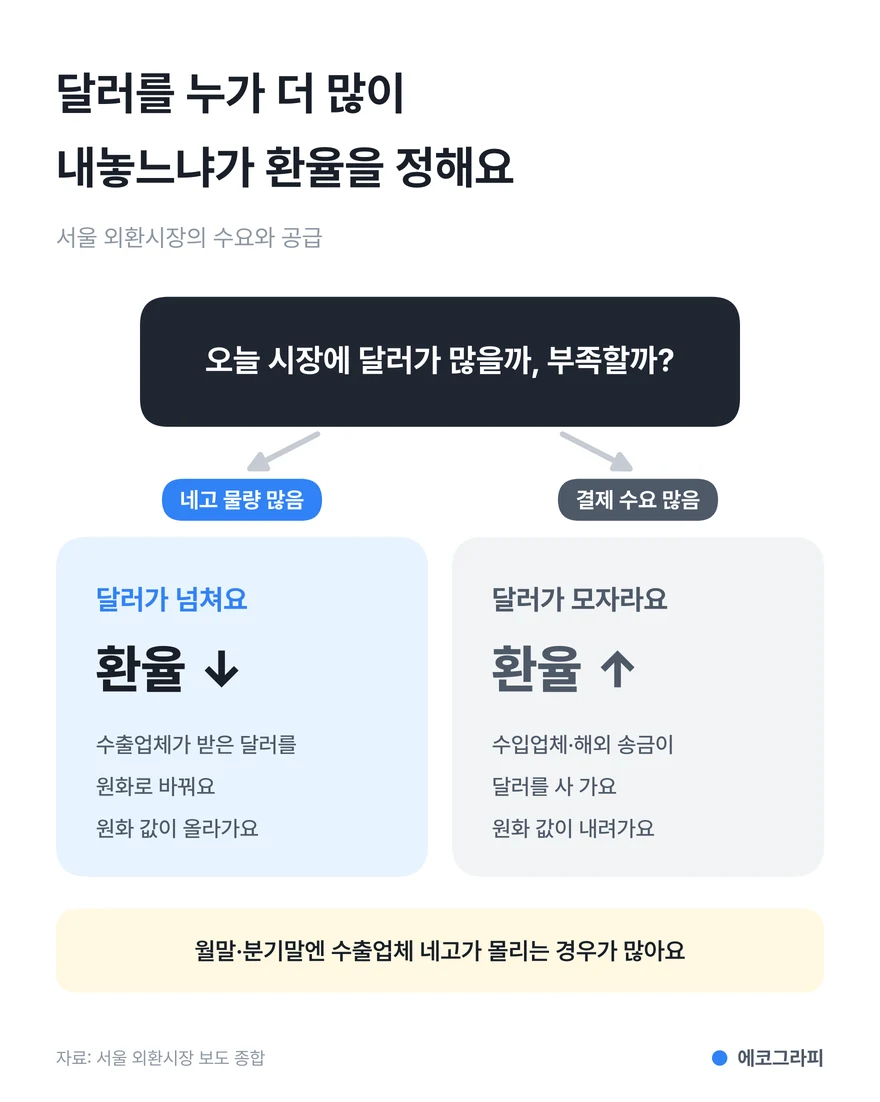 달러를 누가 더 많이
내놓느냐가 환율을 정해요
서울 외환시장의 수요와 공급
오늘 시장에 달러가 많을까, 부족할까?
네고 물량 많음
결제 수요 많음
달러가 넘쳐요
환율 ↓
수출업체가 받은 달러를
원화로 바꿔요
원화 값이 올라가요
달러가 모자라요
환율 ↑
수입업체·해외 송금이
달러를 사 가요
원화 값이 내려가요
월말·분기말엔 수출업체 네고가 몰리는 경우가 많아요
자료: 서울 외환시장 보도 종합
에코그라피